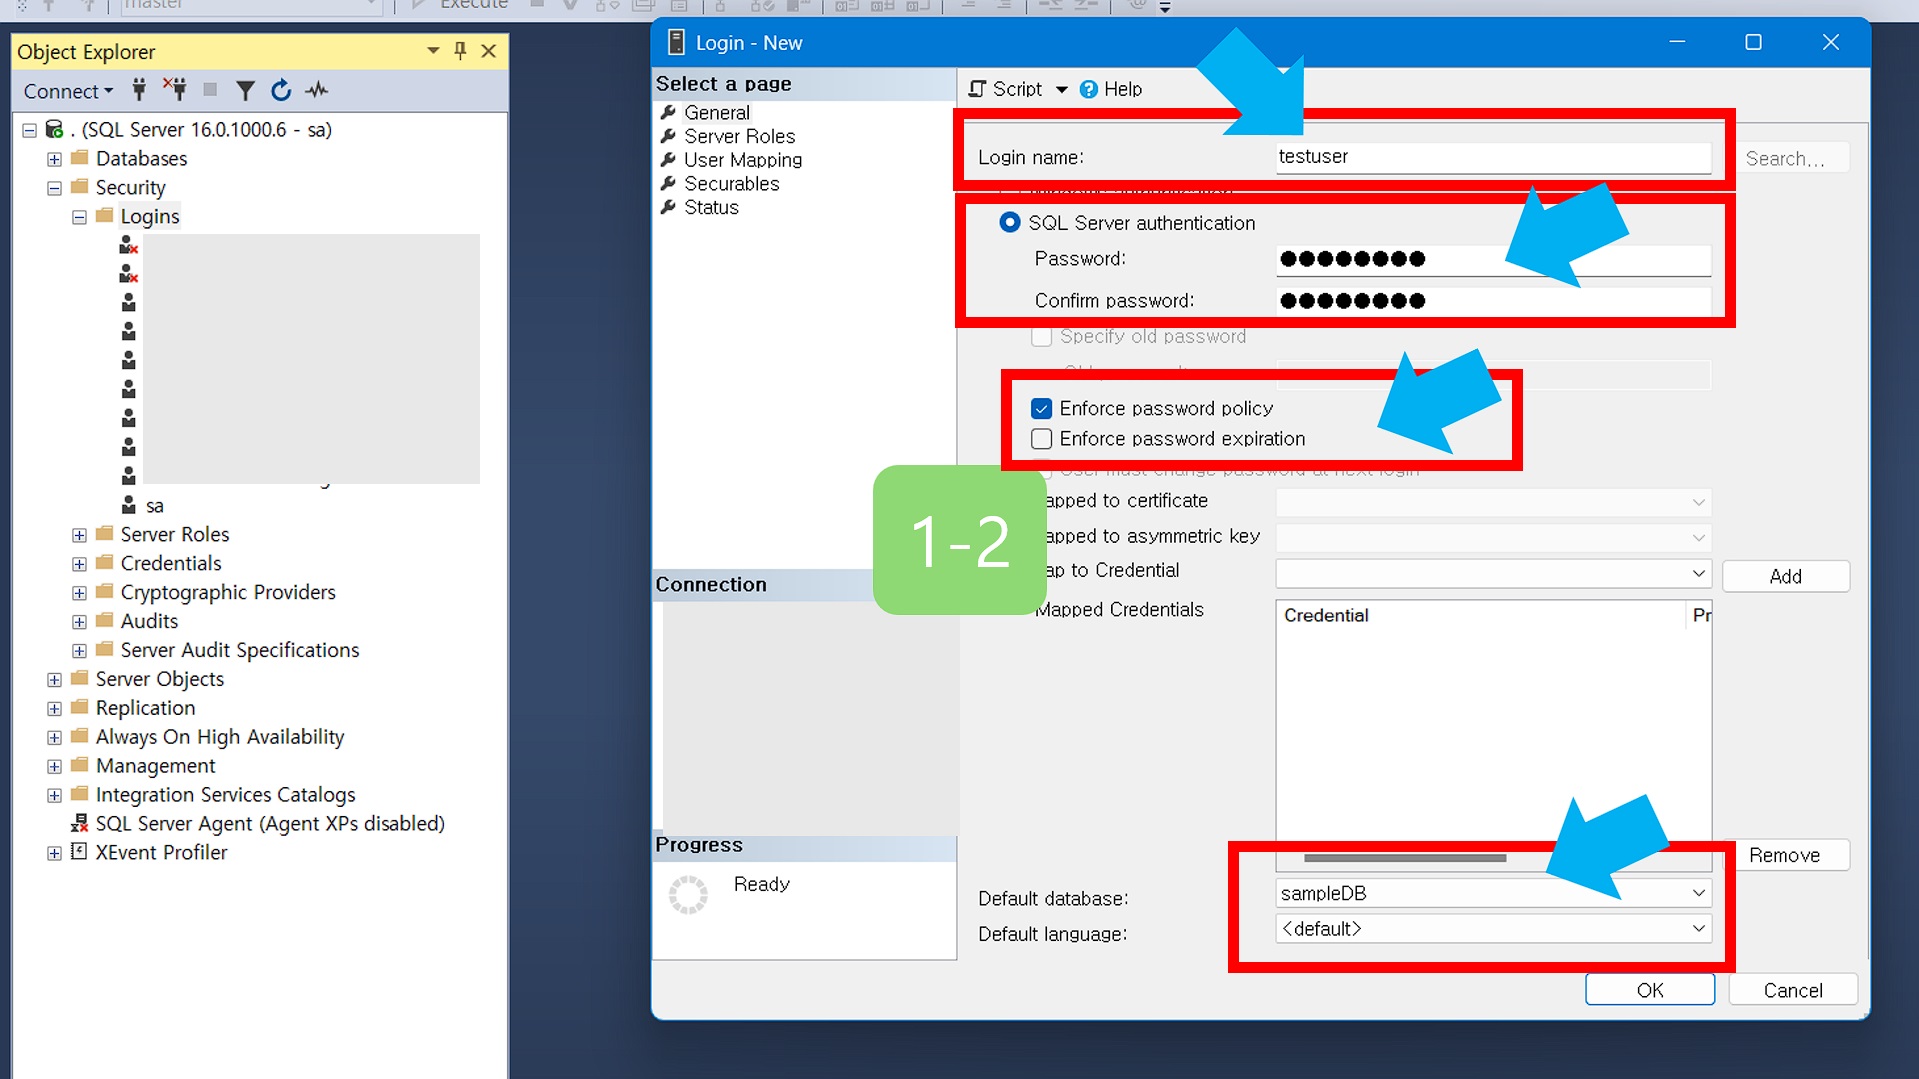 master
Execute
Object Explorer
Connect
. (SQL Server 16.0.1000.6 - sa)
Databases
Security
Logins
sa
Server Roles
Credentials
Cryptographic Providers
Audits
Server Audit Specifications
Server Objects
Replication
Always On High Availability
Management
Integration Services Catalogs
SQL Server Agent (Agent XPs disabled)
XEvent Profiler
Login - New
Select a page
General
Server Roles
User Mapping
Securables
Status
Connection
Progress
Ready
Script
Help
Login name:
testuser
Search...
SQL Server authentication
Password:
●●●●●●●●
Confirm password:
●●●●●●●●
Specify old password
Enforce password policy
Enforce password expiration
User must change password at next login
1-2
apped to certificate
apped to asymmetric key
ap to Credential
Add
Mapped Credentials
Credential
Pr
Remove
Default database:
sampleDB
Default language:
<default>
OK
Cancel